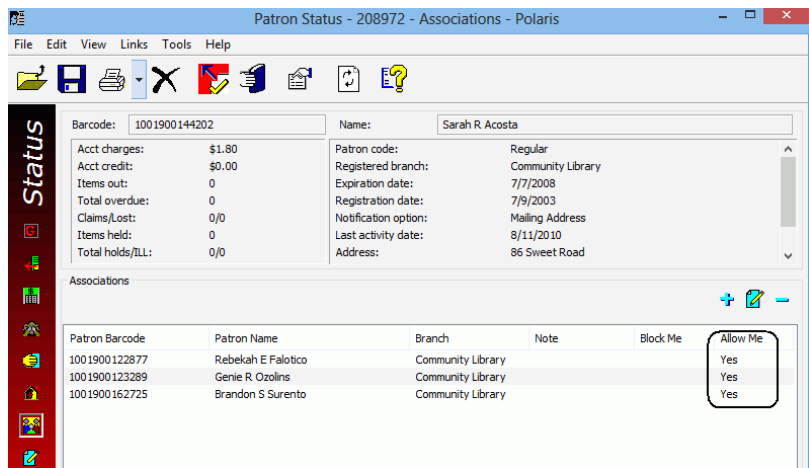 Patron Status - 208972 - Associations - Polaris
File Edit View Links Tools Help
Status
Barcode: 1001900144202 Name: Sarah R Acosta
Acct charges: $1.80 Patron code: Regular
Acct credit: $0.00 Registered branch: Community Library
Items out: 0 Expiration date: 7/7/2008
Total overdue: 0 Registration date: 7/9/2003
Claims/Lost: 0/0 Notification option: Mailing Address
Items held: 0 Last activity date: 8/11/2010
Total holds/ILL: 0/0 Address: 86 Sweet Road
G
Associations
Patron Barcode Patron Name Branch Note Block Me Allow Me
1001900122877 Rebekah E Falotico Community Library Yes
1001900123289 Genie R Ozolins Community Library Yes
1001900162725 Brandon S Surento Community Library Yes